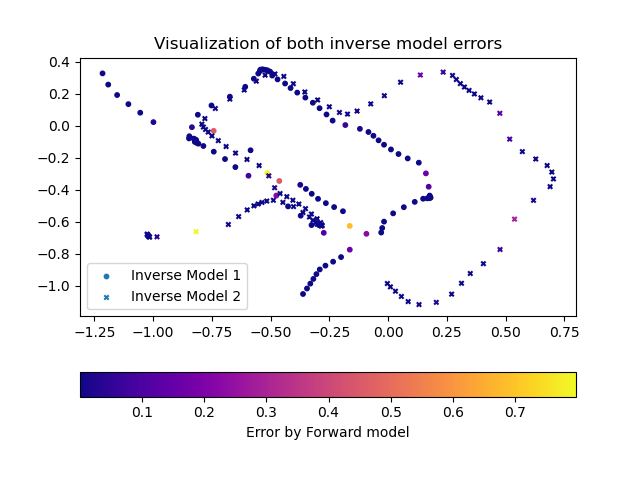 Visualization of both inverse model errors
0.4
0.2
0.0
−0.2
−0.4
−0.6
−0.8
−1.0
Inverse Model 1
Inverse Model 2
−1.25 −1.00 −0.75 −0.50 −0.25 0.00 0.25 0.50 0.75
0.1 0.2 0.3 0.4 0.5 0.6 0.7
Error by Forward model